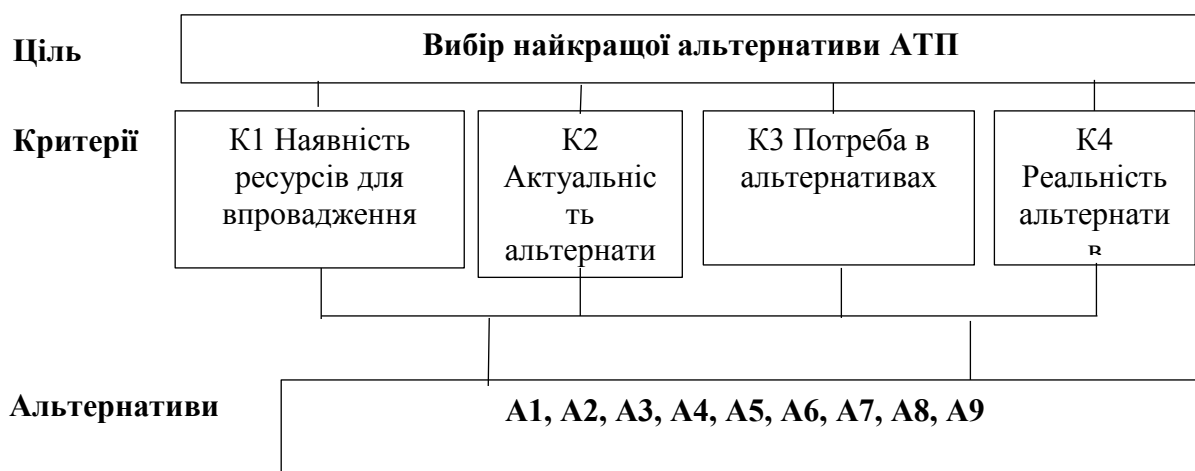 Ціль
Вибір найкращої альтернативи АТП
Критерії
К1 Наявність
ресурсів для
впровадження
К2
Актуальніс
ть
альтернати
К3 Потреба в
альтернативах
К4
Реальність
альтернати
в
Альтернативи
А1, А2, А3, А4, А5, А6, А7, А8, А9